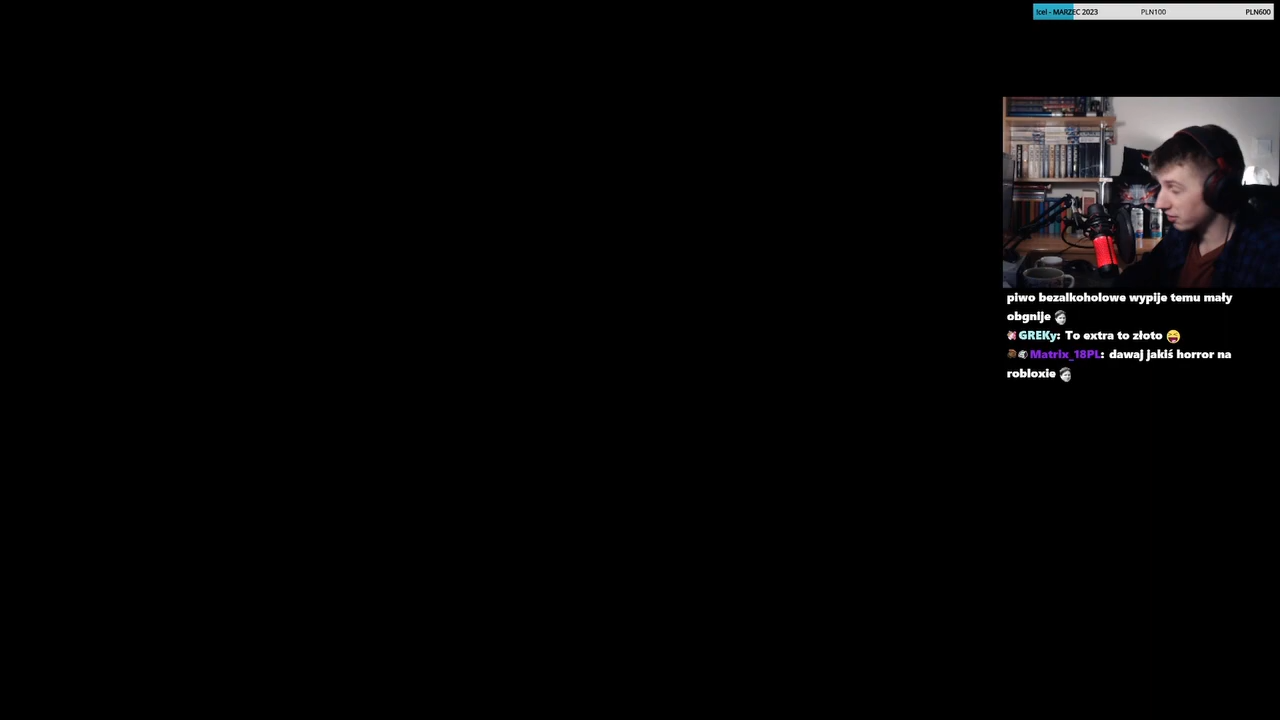 !cel - MARZEC 2023 PLN100 PLN600
piwo bezalkoholowe wypije temu mały
obgnije
GREKy: To extra to złoto 😄
Matrix_18PL: dawaj jakiś horror na
robloxie